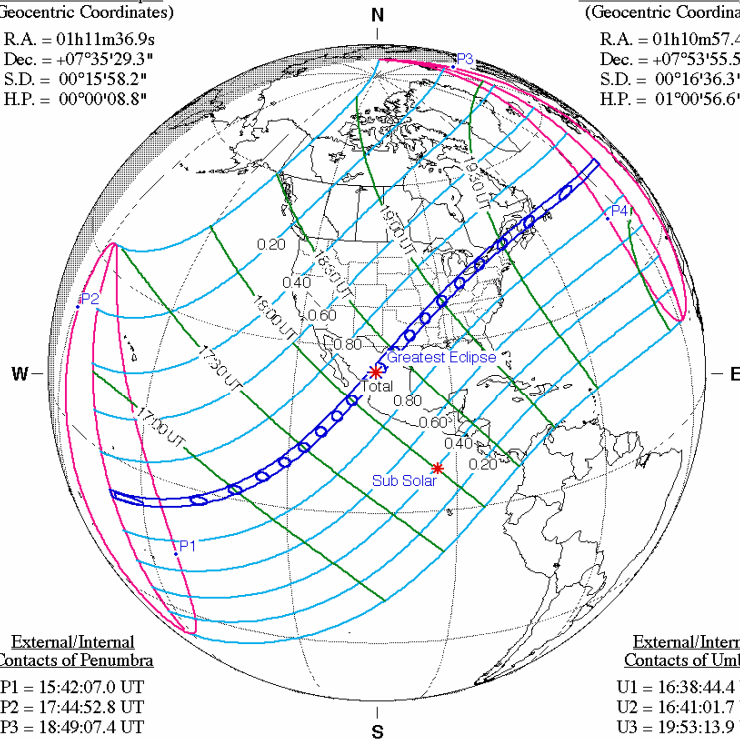 (Geocentric Coordinates)
R.A. = 01h11m36.9s
Dec. = +07°35'29.3"
S.D. = 00°15'58.2"
H.P. = 00°00'08.8"
N
(Geocentric Coordina
R.A. = 01h10m57.4
Dec. = +07°53'55.5
S.D. = 00°16'36.3"
H.P. = 01°00'56.6"
P3
P4
P2
P1
W
E
S
0.20
0.40
0.60
0.80
17:00 UT
17:30 UT
18:00 UT
18:30 UT
19:00 UT
Greatest Eclipse
Total
0.80
0.60
0.40
0.20
Sub Solar
External/Internal
Contacts of Penumbra
P1 = 15:42:07.0 UT
P2 = 17:44:52.8 UT
P3 = 18:49:07.4 UT
External/Intern
Contacts of Umb
U1 = 16:38:44.4
U2 = 16:41:01.7
U3 = 19:53:13.9